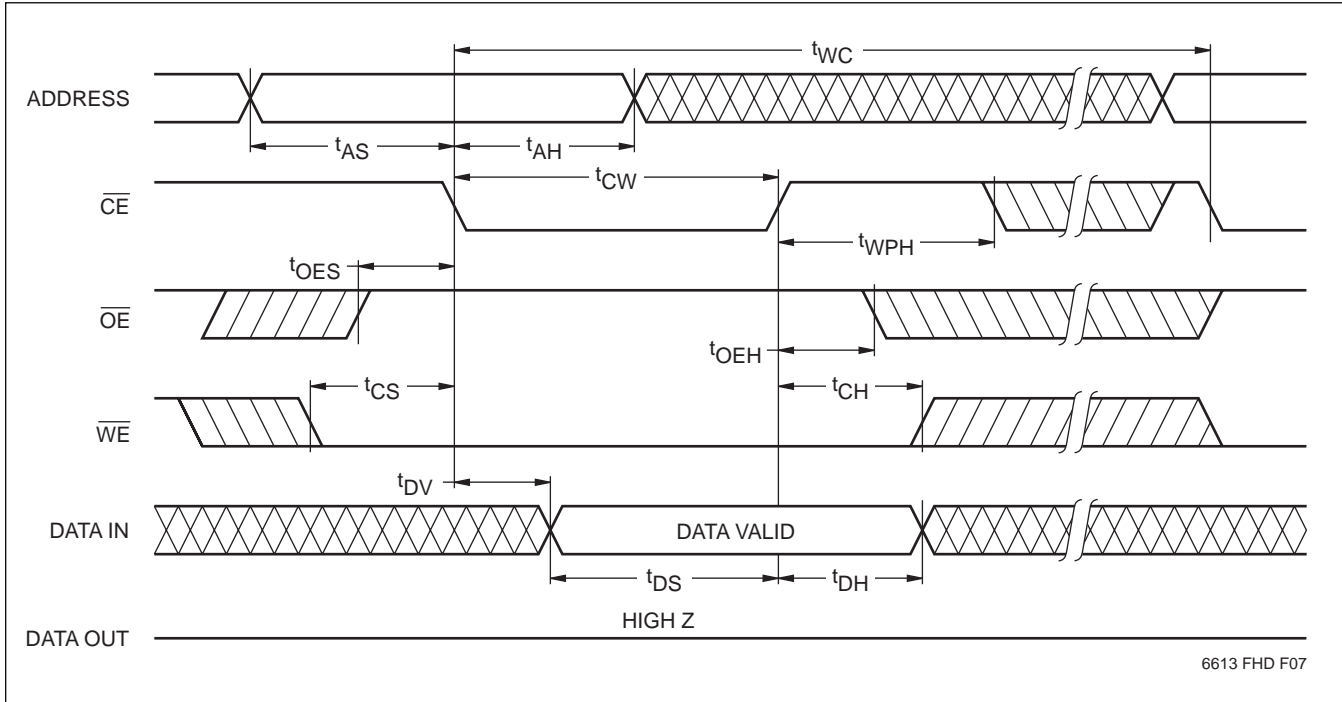 tWC
ADDRESS
tAS
tAH
tCW
CE
tWPH
tOES
OE
tOEH
tCS
tCH
WE
tDV
DATA IN
DATA VALID
tDS
tDH
HIGH Z
DATA OUT
6613 FHD F07